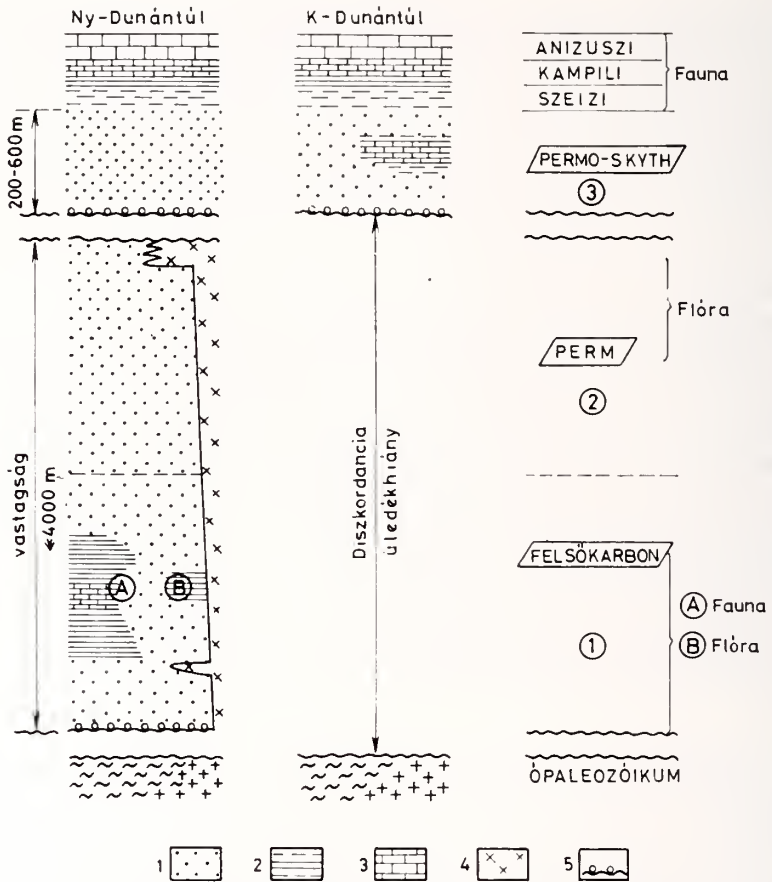 Ny-Dunántúl
K-Dunántúl
ANIZUSZI
KAMPILI
SZEIZI
Fauna
200-600m
PERMO-SKYTH
3
Flóra
PERM
2
vastagság
≪4000 m
Diszkordancia
üledékhiány
FELSŐKARBON
A
B
A Fauna
1
B Flóra
ÓPALEOZÓIKUM
1 2 3 4 5